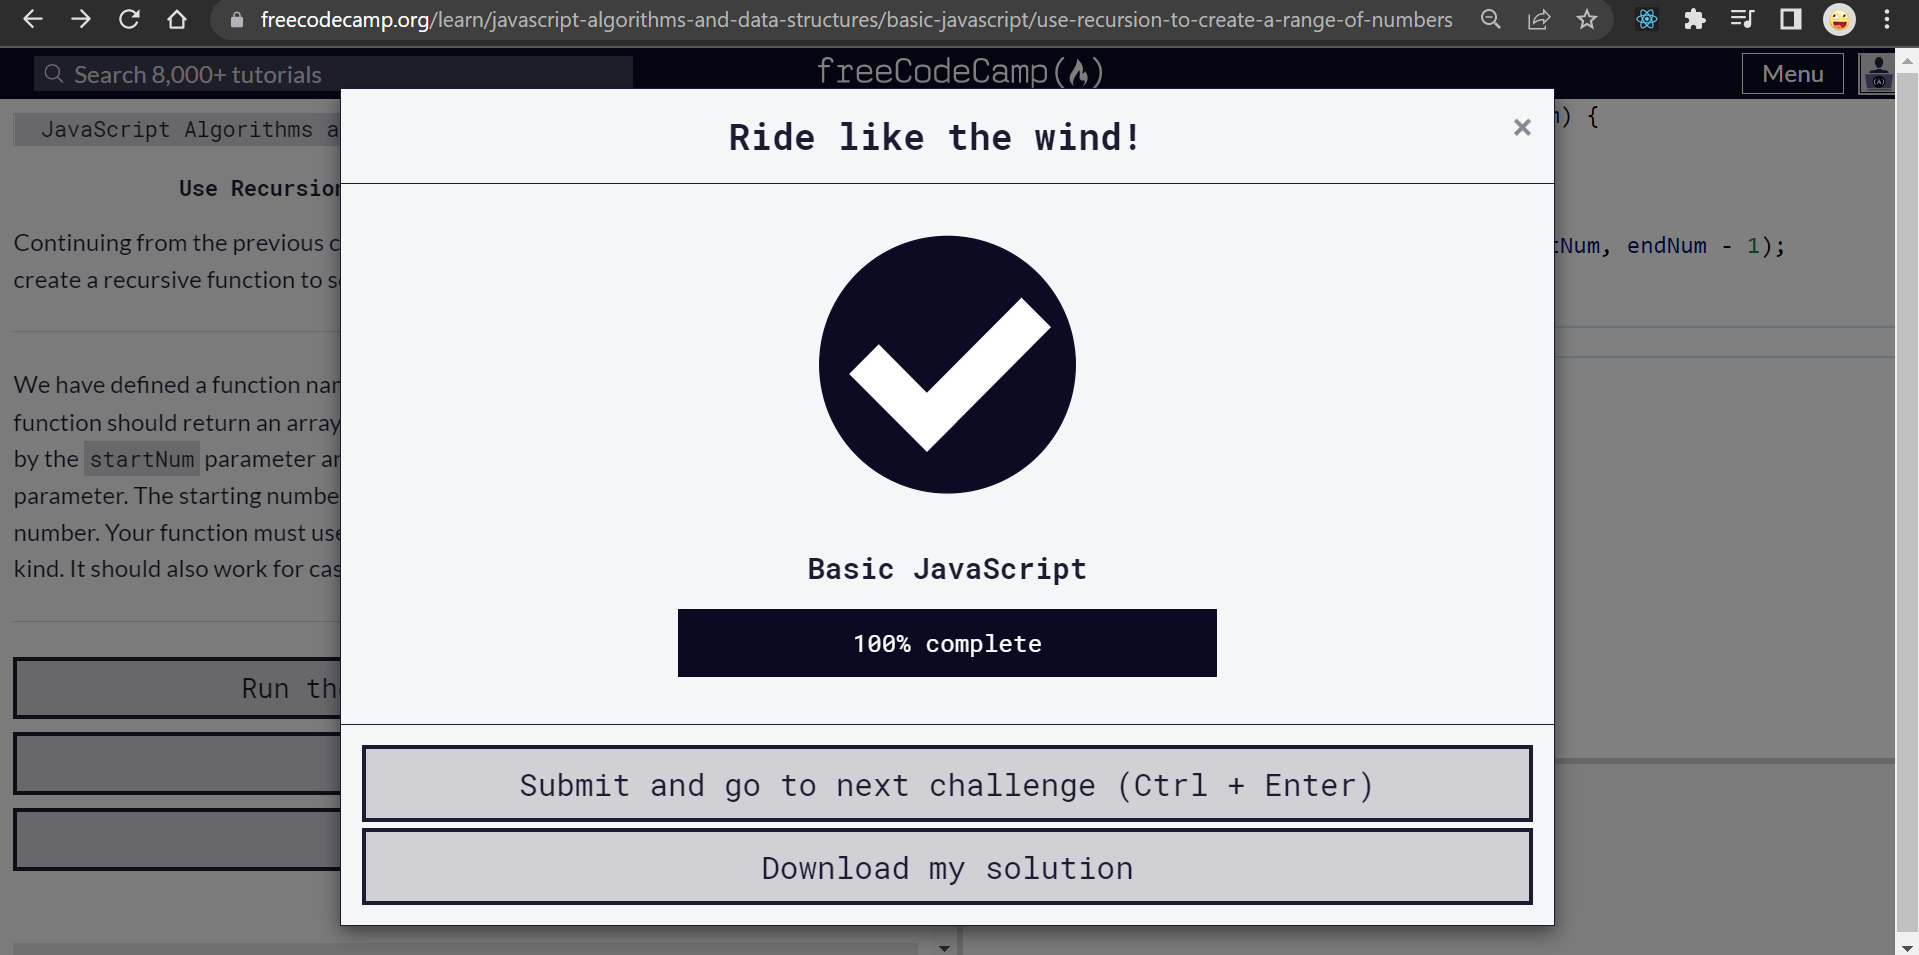 freecodecamp.org/learn/javascript-algorithms-and-data-structures/basic-javascript/use-recursion-to-create-a-range-of-numbers
Search 8,000+ tutorials
freeCodeCamp(
)
Menu
JavaScript Algorithms a
) {
Ride like the wind!
×
Use Recursion
Continuing from the previous c
create a recursive function to s
tNum, endNum - 1);
We have defined a function nam
function should return an array
by the startNum parameter an
parameter. The starting numbe
number. Your function must use
kind. It should also work for cas
Basic JavaScript
100% complete
Run the
Submit and go to next challenge (Ctrl + Enter)
Download my solution